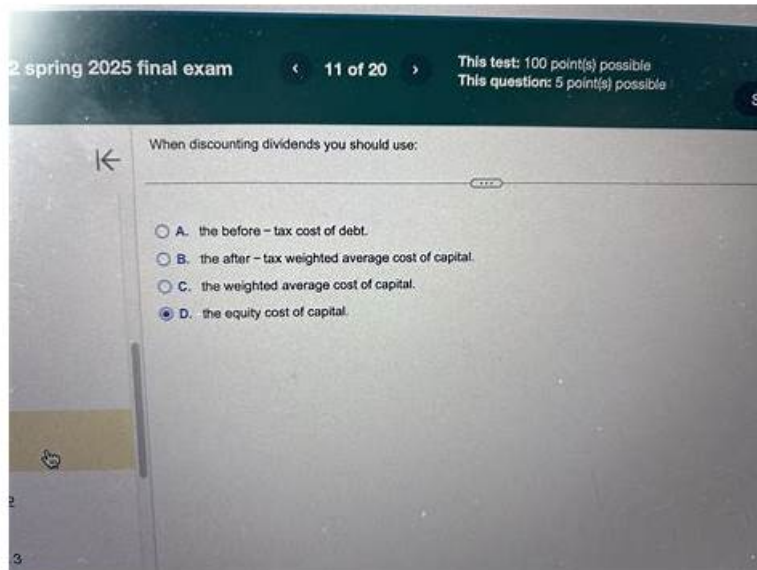 2 spring 2025 final exam
11 of 20
This test: 100 point(s) possible
This question: 5 point(s) possible
When discounting dividends you should use:
A. the before - tax cost of debt.
B. the after - tax weighted average cost of capital.
C. the weighted average cost of capital.
D. the equity cost of capital.
2
3